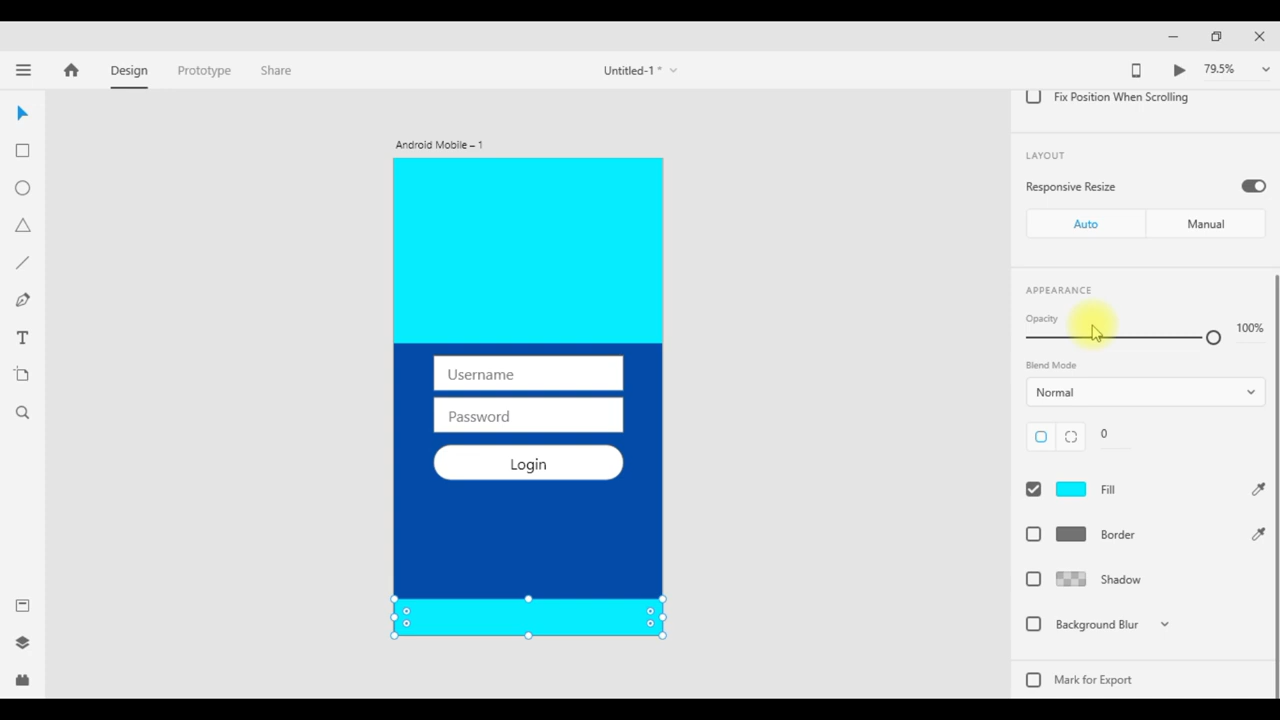 Design
Prototype
Share
Untitled-1 *
79.5%
Fix Position When Scrolling
Android Mobile – 1
LAYOUT
Responsive Resize
Auto
Manual
APPEARANCE
Opacity
100%
Blend Mode
Normal
0
Username
Password
Login
Fill
Border
Shadow
Background Blur
Mark for Export
T